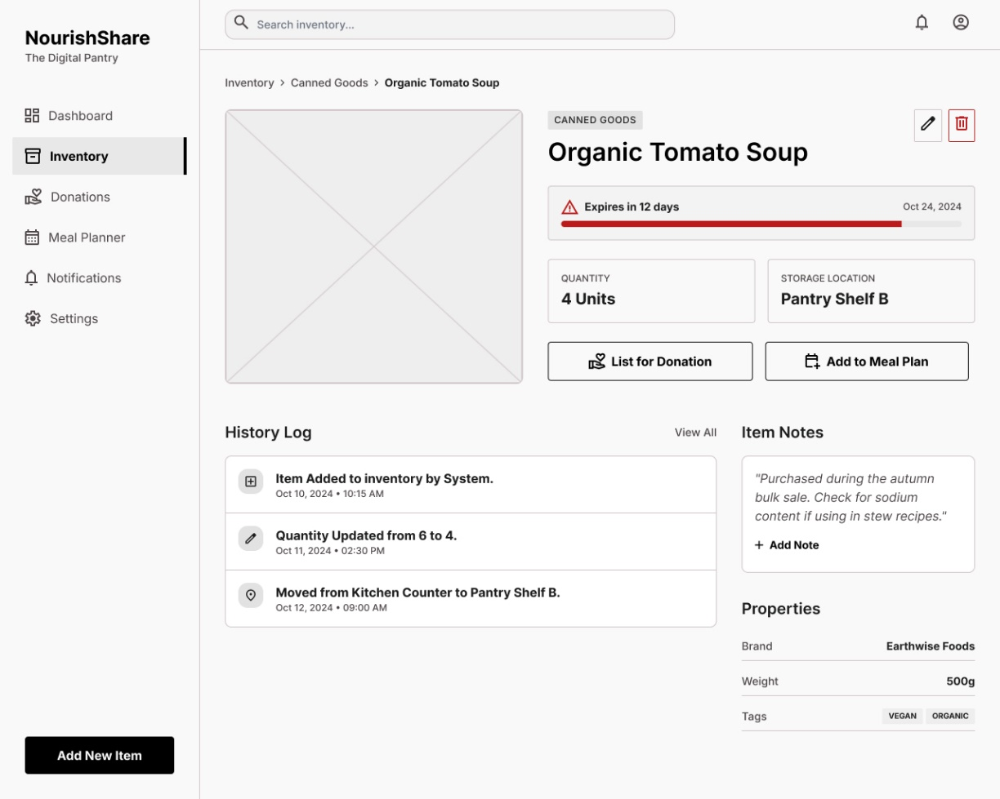 NourishShare
The Digital Pantry
Dashboard
Inventory
Donations
Meal Planner
Notifications
Settings
Add New Item
Search inventory...
Inventory > Canned Goods > Organic Tomato Soup
CANNED GOODS
Organic Tomato Soup
Expires in 12 days
Oct 24, 2024
QUANTITY
4 Units
STORAGE LOCATION
Pantry Shelf B
List for Donation
Add to Meal Plan
History Log
View All
Item Added to inventory by System.
Oct 10, 2024 • 10:15 AM
Quantity Updated from 6 to 4.
Oct 11, 2024 • 02:30 PM
Moved from Kitchen Counter to Pantry Shelf B.
Oct 12, 2024 • 09:00 AM
Item Notes
"Purchased during the autumn
bulk sale. Check for sodium
content if using in stew recipes."
+ Add Note
Properties
Brand
Earthwise Foods
Weight
500g
Tags
VEGAN
ORGANIC